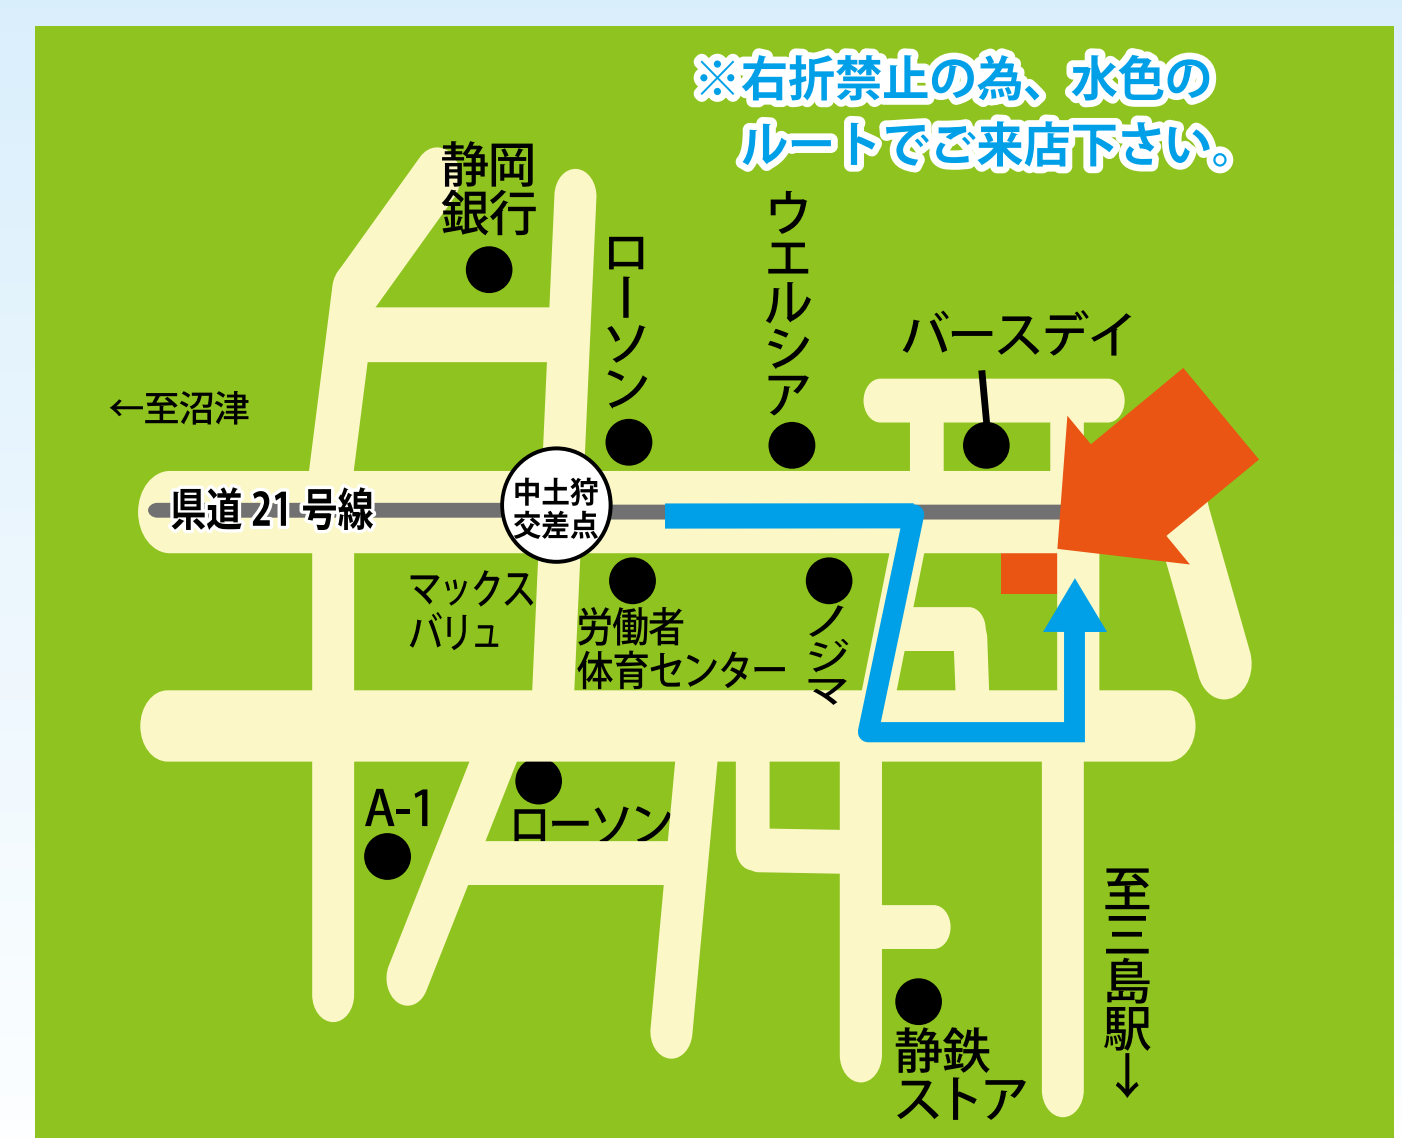 ※右折禁止の為、水色の
ルートでご来店下さい。
静岡
銀行
ローソン
ウエルシア
バースデイ
←至沼津
県道21号線
中土狩
交差点
マックス
バリュ
労働者
体育センター
ノジマ
A-1
ローソン
至三島駅→
静鉄
ストア